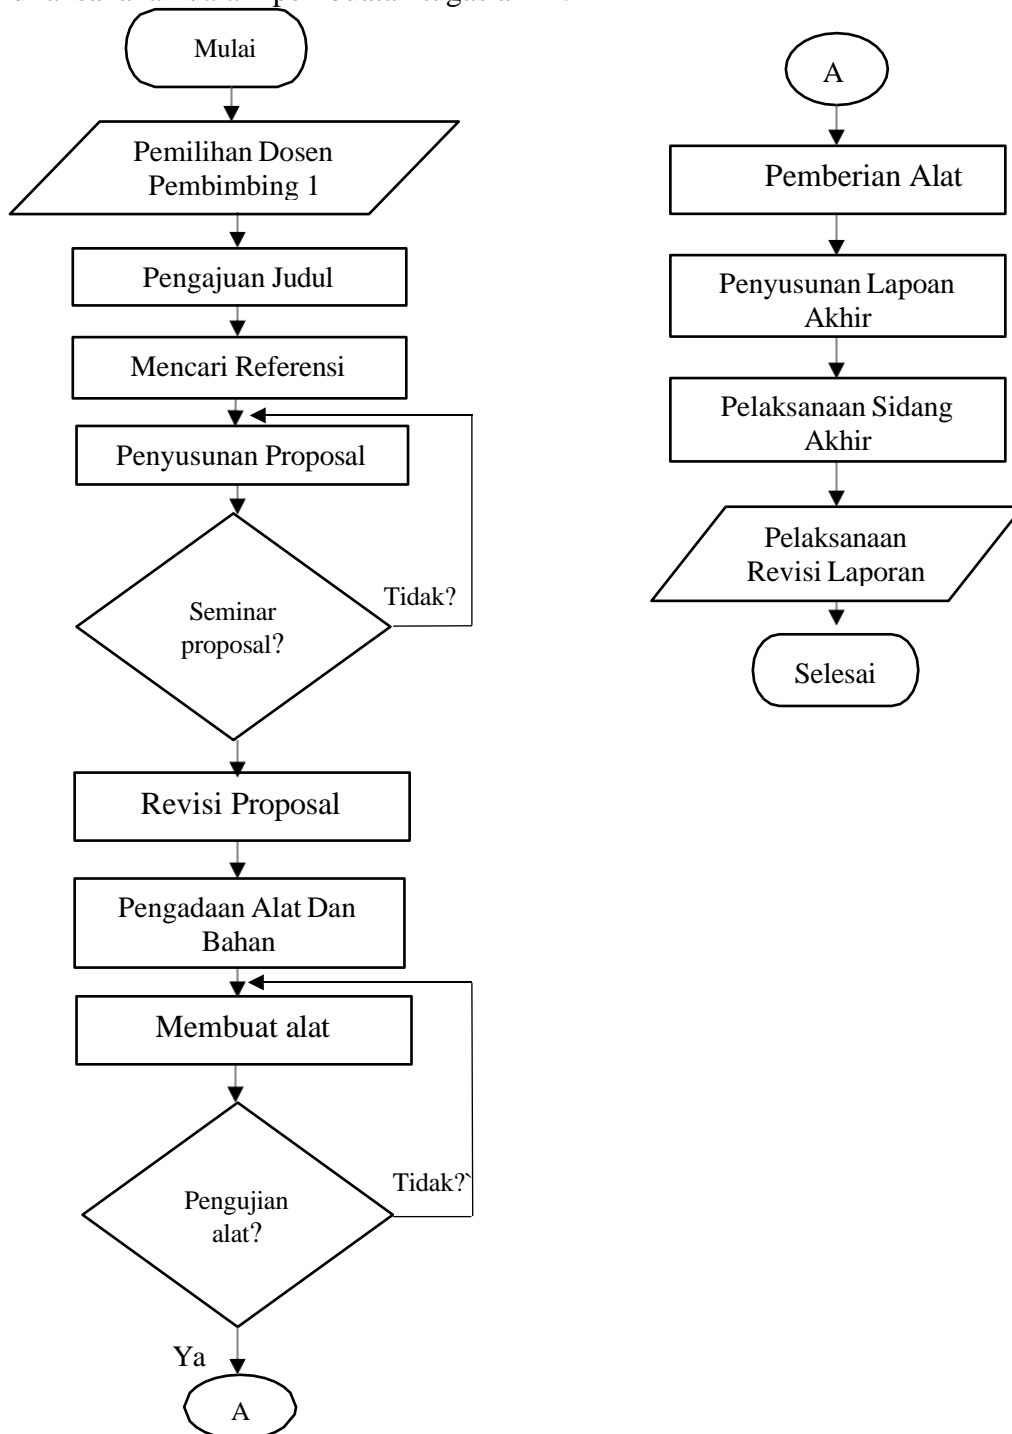 Mulai
Pemilihan Dosen
Pembimbing 1
Pengajuan Judul
Mencari Referensi
Penyusunan Proposal
Tidak?
Seminar
proposal?
Revisi Proposal
Pengadaan Alat Dan
Bahan
Membuat alat
Tidak?`
Pengujian
alat?
Ya
A
A
Pemberian Alat
Penyusunan Lapoan
Akhir
Pelaksanaan Sidang
Akhir
Pelaksanaan
Revisi Laporan
Selesai